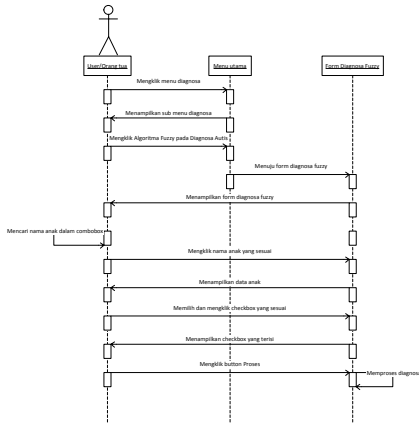 User/Orang tua
Menu utama
Form Diagnosa Fuzzy
Mengklik menu diagnosa
Menampilkan sub menu diagnosa
Mengklik Algoritma Fuzzy pada Diagnosa Autis
Menuju form diagnosa fuzzy
Menampilkan form diagnosa fuzzy
Mencari nama anak dalam combobox
Mengklik nama anak yang sesuai
Menampilkan data anak
Memilih dan mengklik checkbox yang sesuai
Menampilkan checkbox yang terisi
Mengklik button Proses
Memproses diagnosa